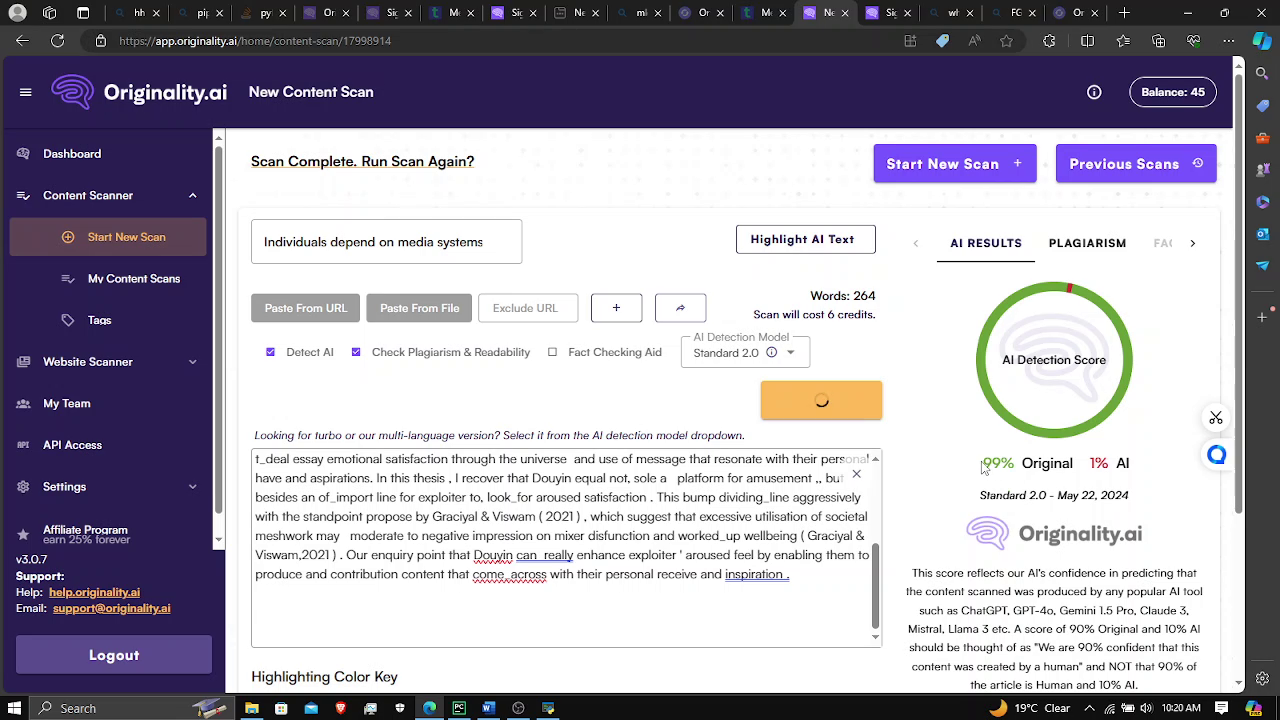 hh
pi
Or
Sig
Me
Sig
Ne
mi
Or
Me
Ne
Sig
wh
FG
Or
https://app.originality.ai/home/content-scan/17998914
Originality.ai
New Content Scan
Balance: 45
Dashboard
Content Scanner
Start New Scan
My Content Scans
Tags
Website Scanner
My Team
API
API Access
Settings
Affiliate Program
earn 25% forever
v3.0.7
Support:
Help: help.originality.ai
Email: support@originality.ai
Logout
Scan Complete. Run Scan Again?
Start New Scan +
Previous Scans
Individuals depend on media systems
Highlight AI Text
Paste From URL
Paste From File
Exclude URL
+
Words: 264
Scan will cost 6 credits.
Detect AI
Check Plagiarism & Readability
Fact Checking Aid
AI Detection Model
Standard 2.0
Looking for turbo or our multi-language version? Select it from the AI detection model dropdown.
t_deal essay emotional satisfaction through the universe and use of message that resonate with their personal
have and aspirations. In this thesis , I recover that Douyin equal not, sole a platform for amusement ,, but
besides an of_import line for exploiter to, look_for aroused satisfaction . This bump dividing_line aggressively
with the standpoint propose by Graciyal & Viswam ( 2021 ) , which suggest that excessive utilisation of societal
k may moderate to negative impression on mixer disfunction and worked_up wellbeing ( Graciyal &
Viswam,2021 ) . Our enquiry point that Douyin can_really enhance exploiter ' aroused feel by enabling them to
produce and contribution content that come_across with their personal receive and inspiration .
Highlighting Color Key
AI RESULTS
PLAGIARISM
AI Detection Score
99% Original 1% AI
Standard 2.0 - May 22, 2024
Originality.ai
This score reflects our AI's confidence in predicting that
the content scanned was produced by any popular AI tool
such as ChatGPT, GPT-4o, Gemini 1.5 Pro, Claude 3,
Mistral, Llama 3 etc. A score of 90% Original and 10% AI
should be thought of as "We are 90% confident that this
content was created by a human" and NOT that 90% of
the article is Human and 10% AI.
Search
19°C Clear
10:20 AM